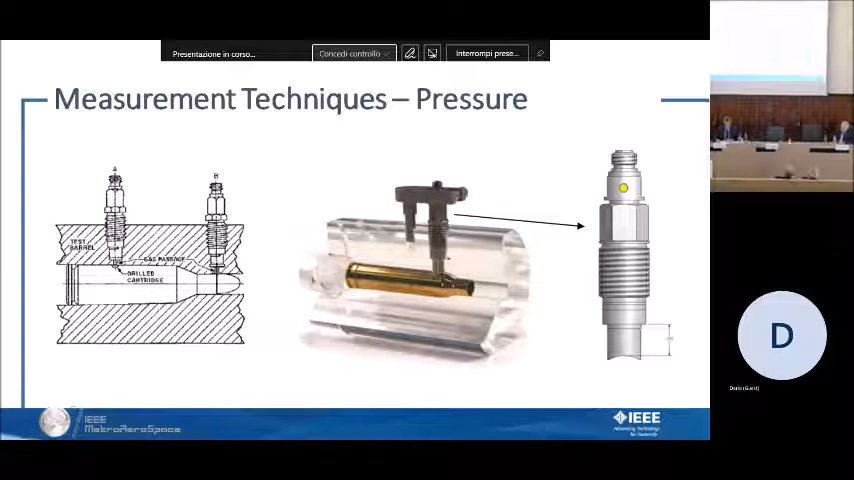 Presentazione in corso...
Concedi controllo
Interrompi prese...
Measurement Techniques – Pressure
A
B
TEST
BARREL
GAS PASSAGE
DRILLED
CARTRIDGE
IEEE
MetroAeroSpace
IEEE
Advancing Technology
for Humanity
D
Dario (Guest)